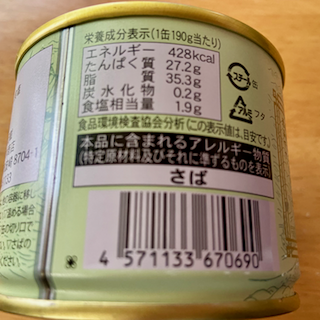 栄養成分表示(1缶190g当たり)
エネルギー 428kcal
たんぱく質 27.2g
脂質 35.3g
炭水化物 0.2g
食塩相当量 1.9g
食品環境検査協会分析(この表示値は、目安です。)
本品に含まれるアレルギー物質
(特定原材料及びそれに準ずるものを表示)
さば
スチール 缶
アルミ フタ
4 571133 670690
8704-1